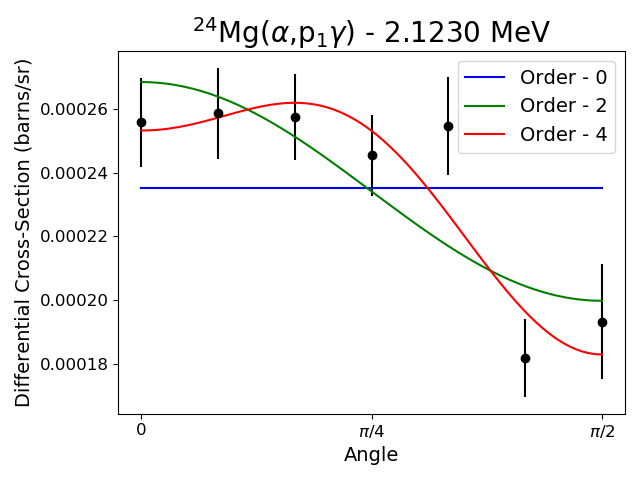 ²⁴Mg(α,p₁γ) - 2.1230 MeV
Differential Cross-Section (barns/sr)
0.00026
0.00024
0.00022
0.00020
0.00018
Order - 0
Order - 2
Order - 4
0
π/4
π/2
Angle